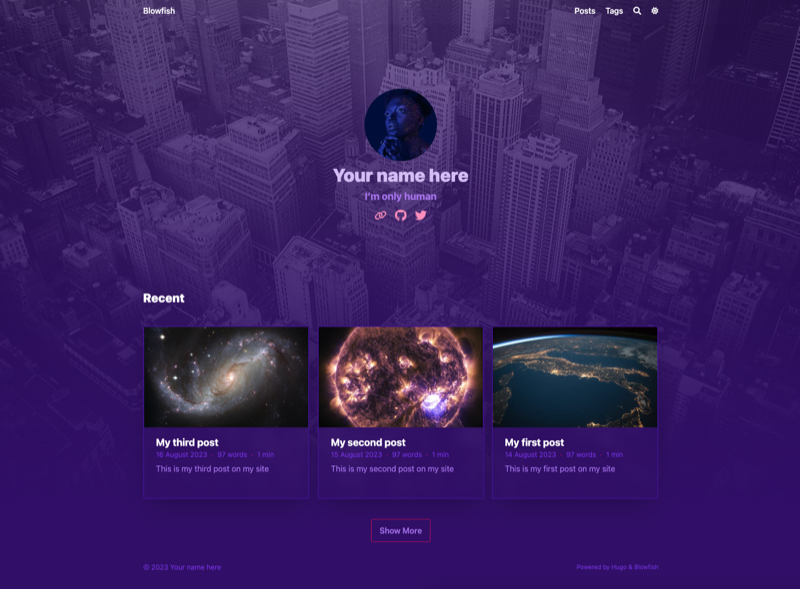 Blowfish
Posts Tags
Your name here
I'm only human
Recent
My third post
16 August 2023 · 97 words · 1 min
This is my third post on my site
My second post
15 August 2023 · 97 words · 1 min
This is my second post on my site
My first post
14 August 2023 · 97 words · 1 min
This is my first post on my site
Show More
© 2023 Your name here
Powered by Hugo & Blowfish